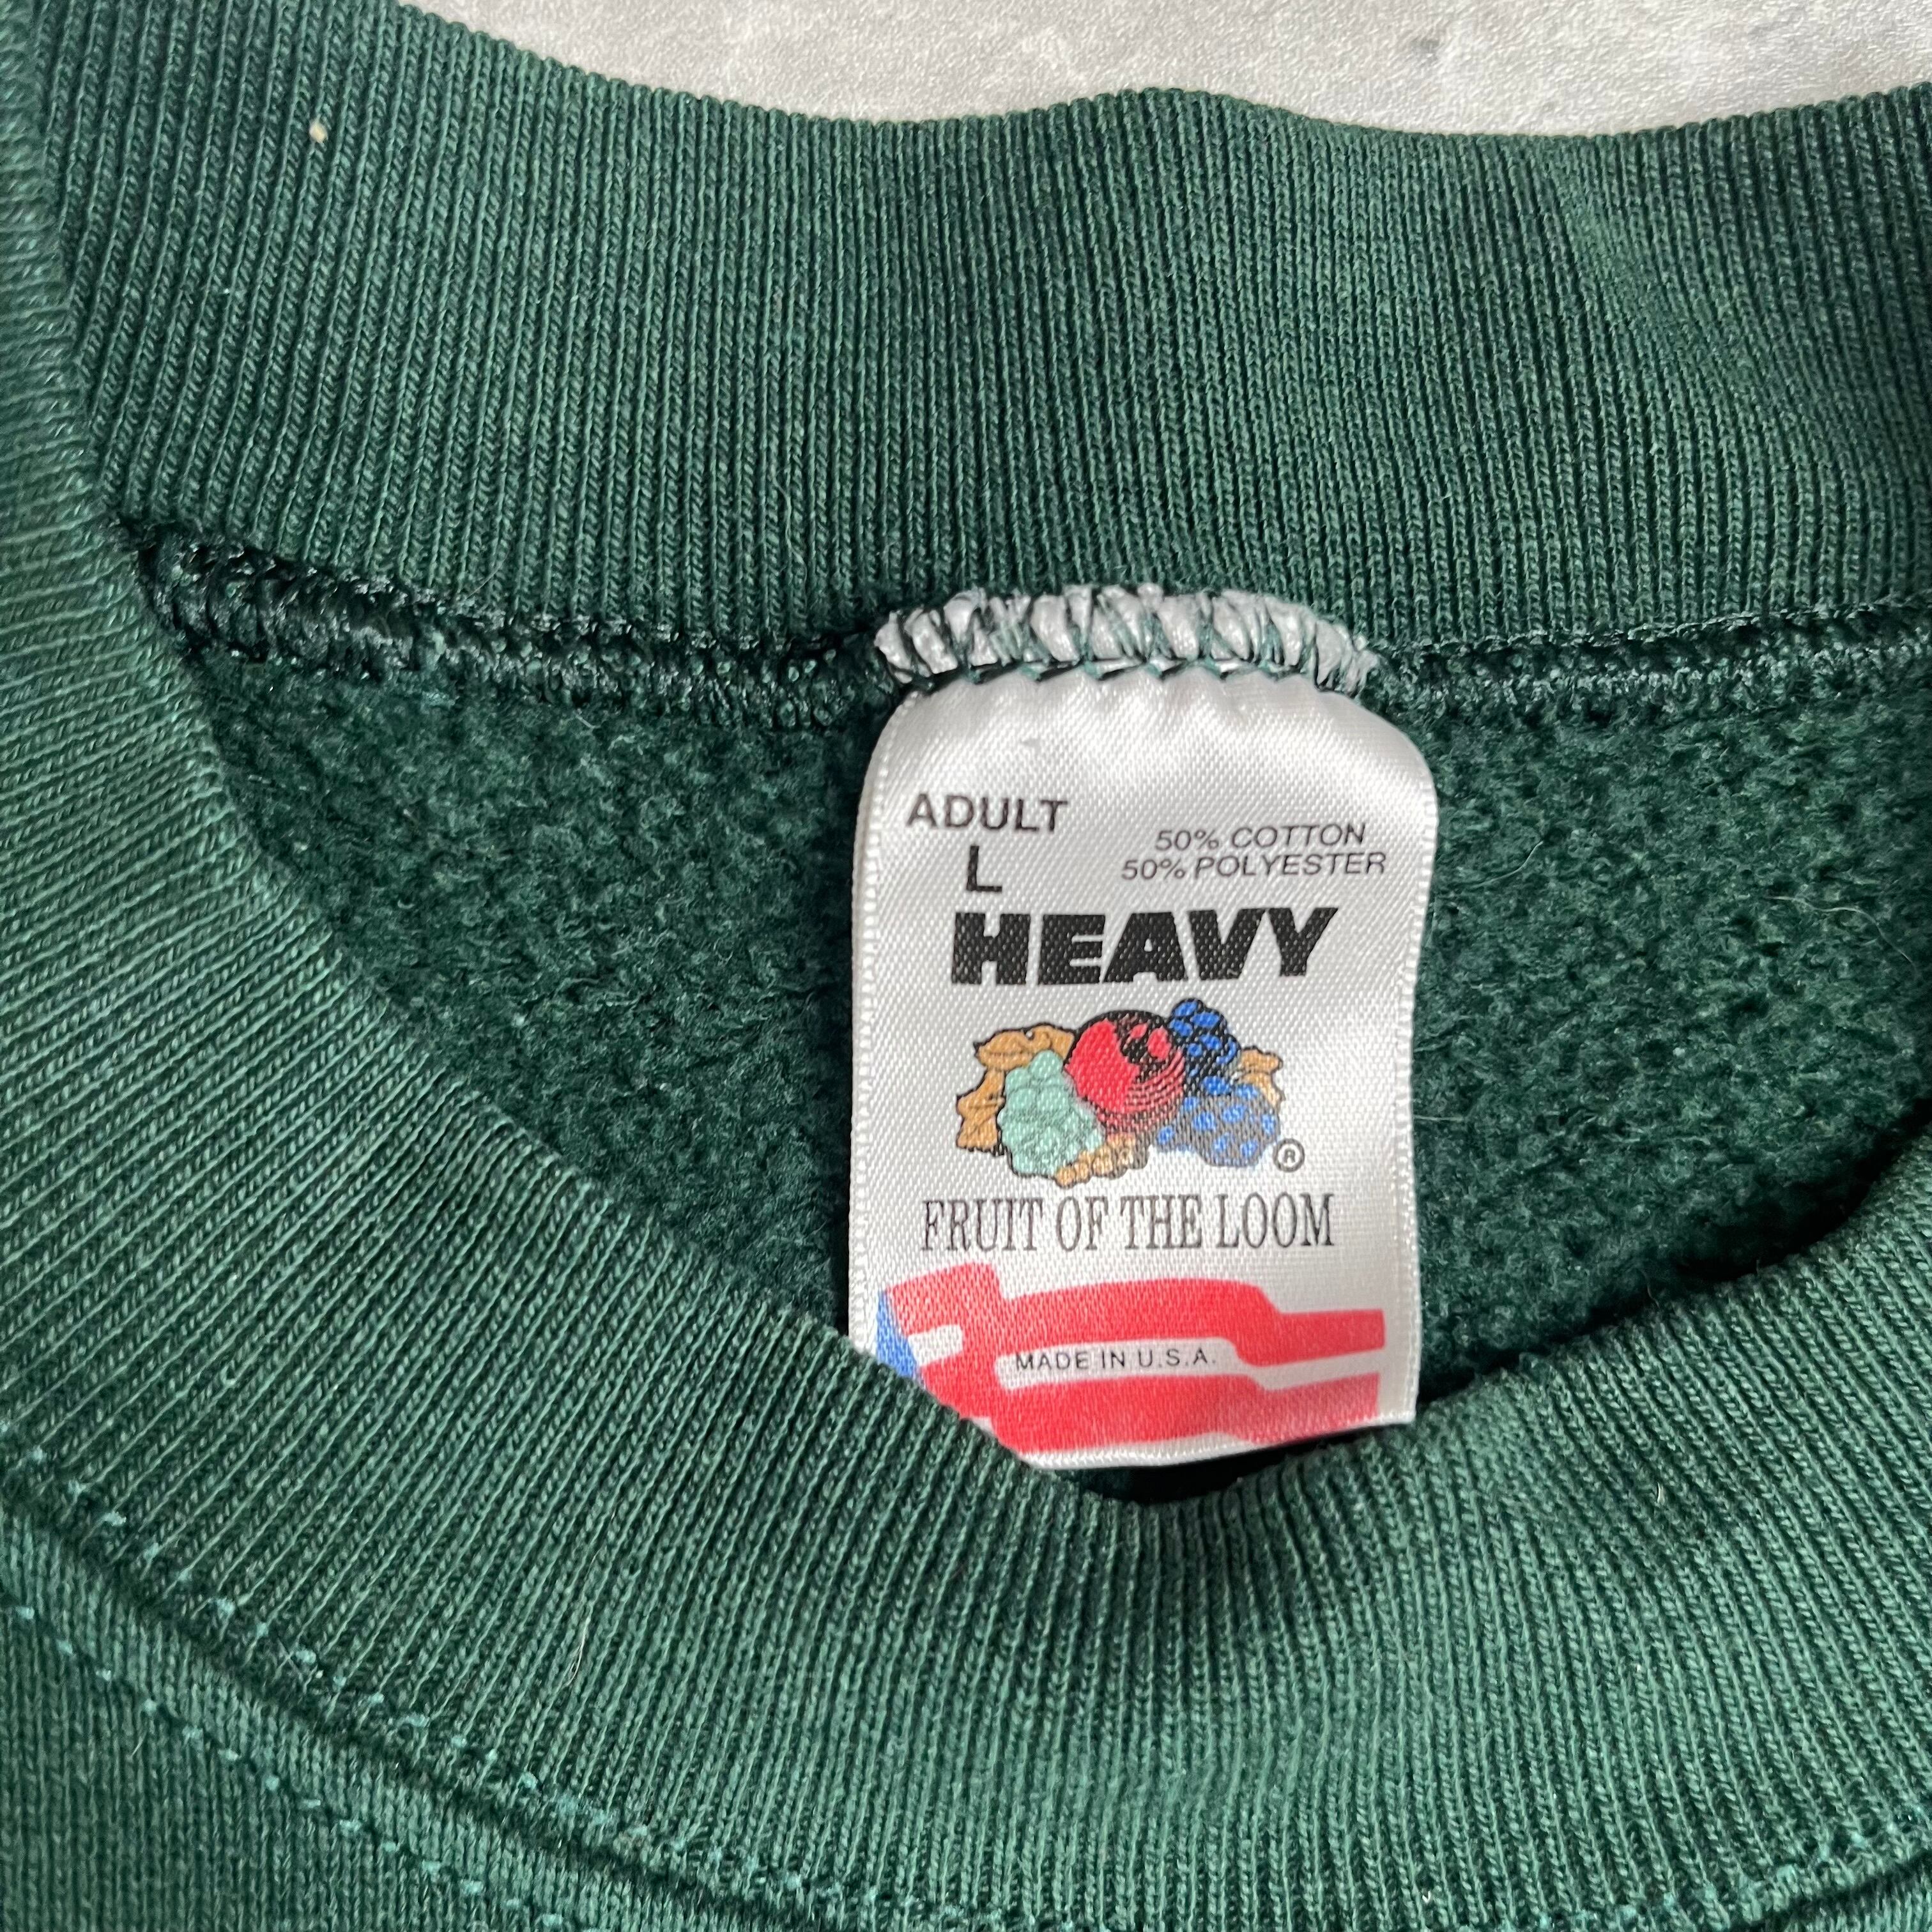 ADULT
L
50% COTTON
50% POLYESTER
HEAVY
®
FRUIT OF THE LOOM
MADE IN U.S.A.